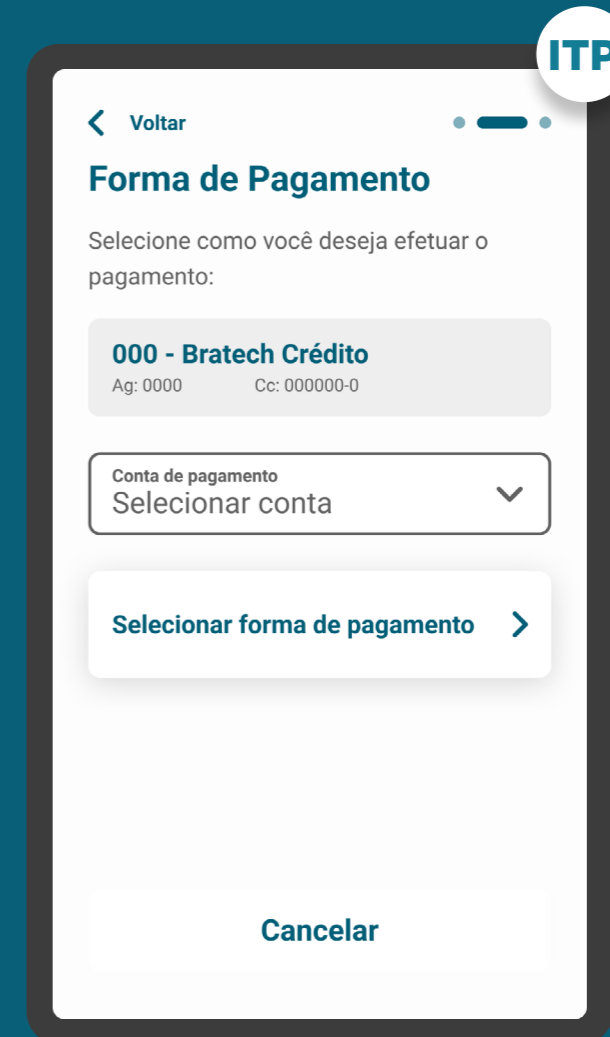 ITP
Voltar
Forma de Pagamento
Selecione como você deseja efetuar o
pagamento:
000 - Bratech Crédito
Ag: 0000 Cc: 000000-0
Conta de pagamento
Selecionar conta
Selecionar forma de pagamento
Cancelar